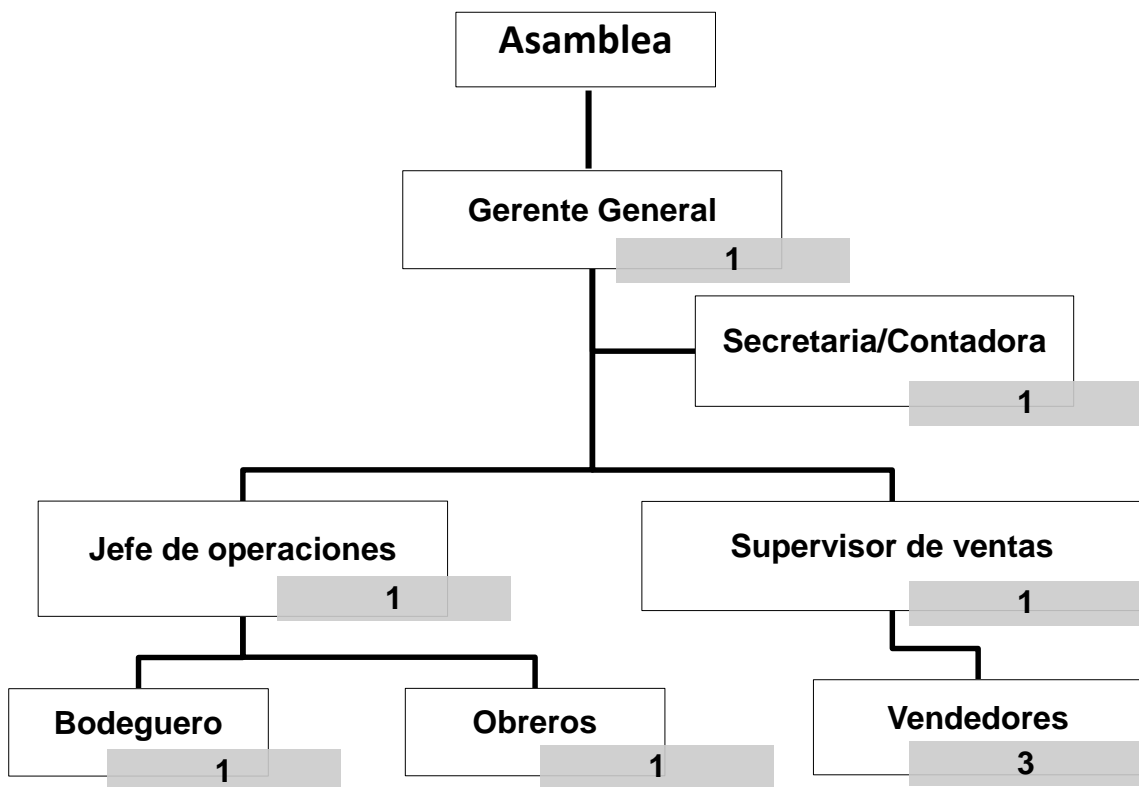 Asamblea
Gerente General
1
Secretaria/Contadora
1
Jefe de operaciones
1
Supervisor de ventas
1
Bodeguero
1
Obreros
1
Vendedores
3